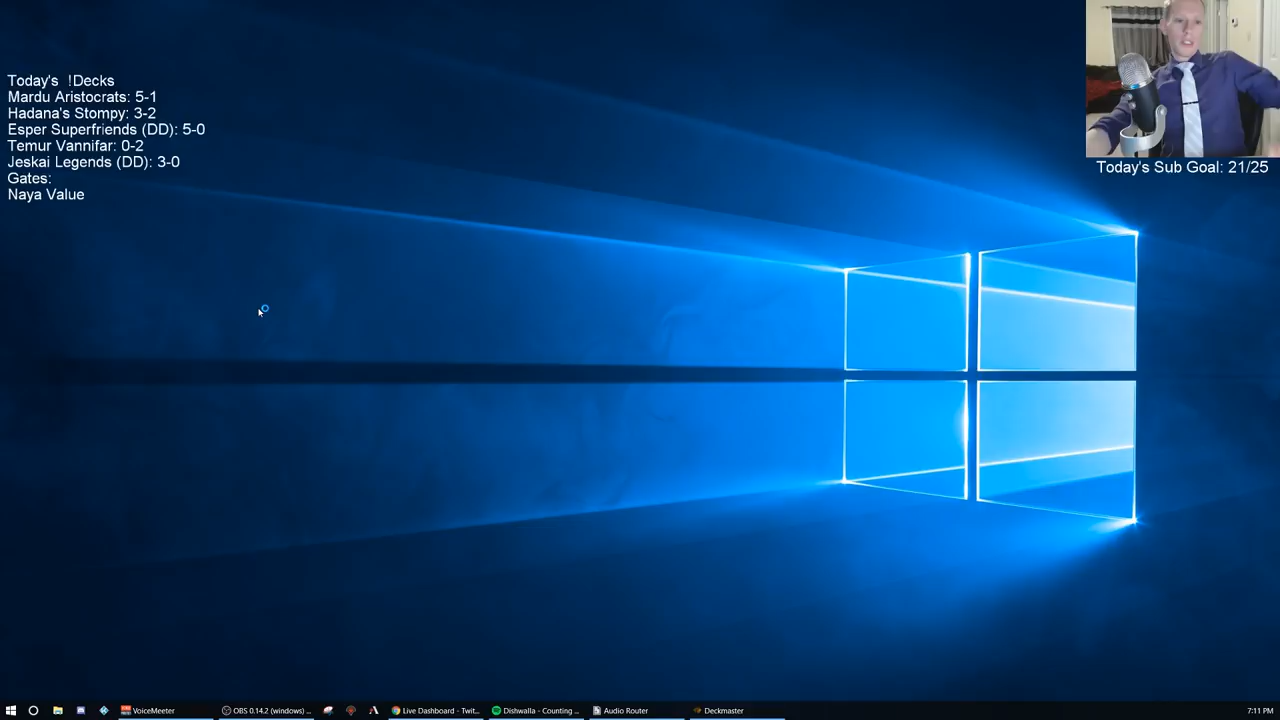 Today's !Decks
Mardu Aristocrats: 5-1
Hadana's Stompy: 3-2
Esper Superfriends (DD): 5-0
Temur Vannifar: 0-2
Jeskai Legends (DD): 3-0
Gates:
Naya Value
Today's Sub Goal: 21/25
VoiceMeeter
OBS 0.14.2 (windows) ...
Live Dashboard - Twit...
Dishwalla - Counting ...
Audio Router
Deckmaster
7:11 PM